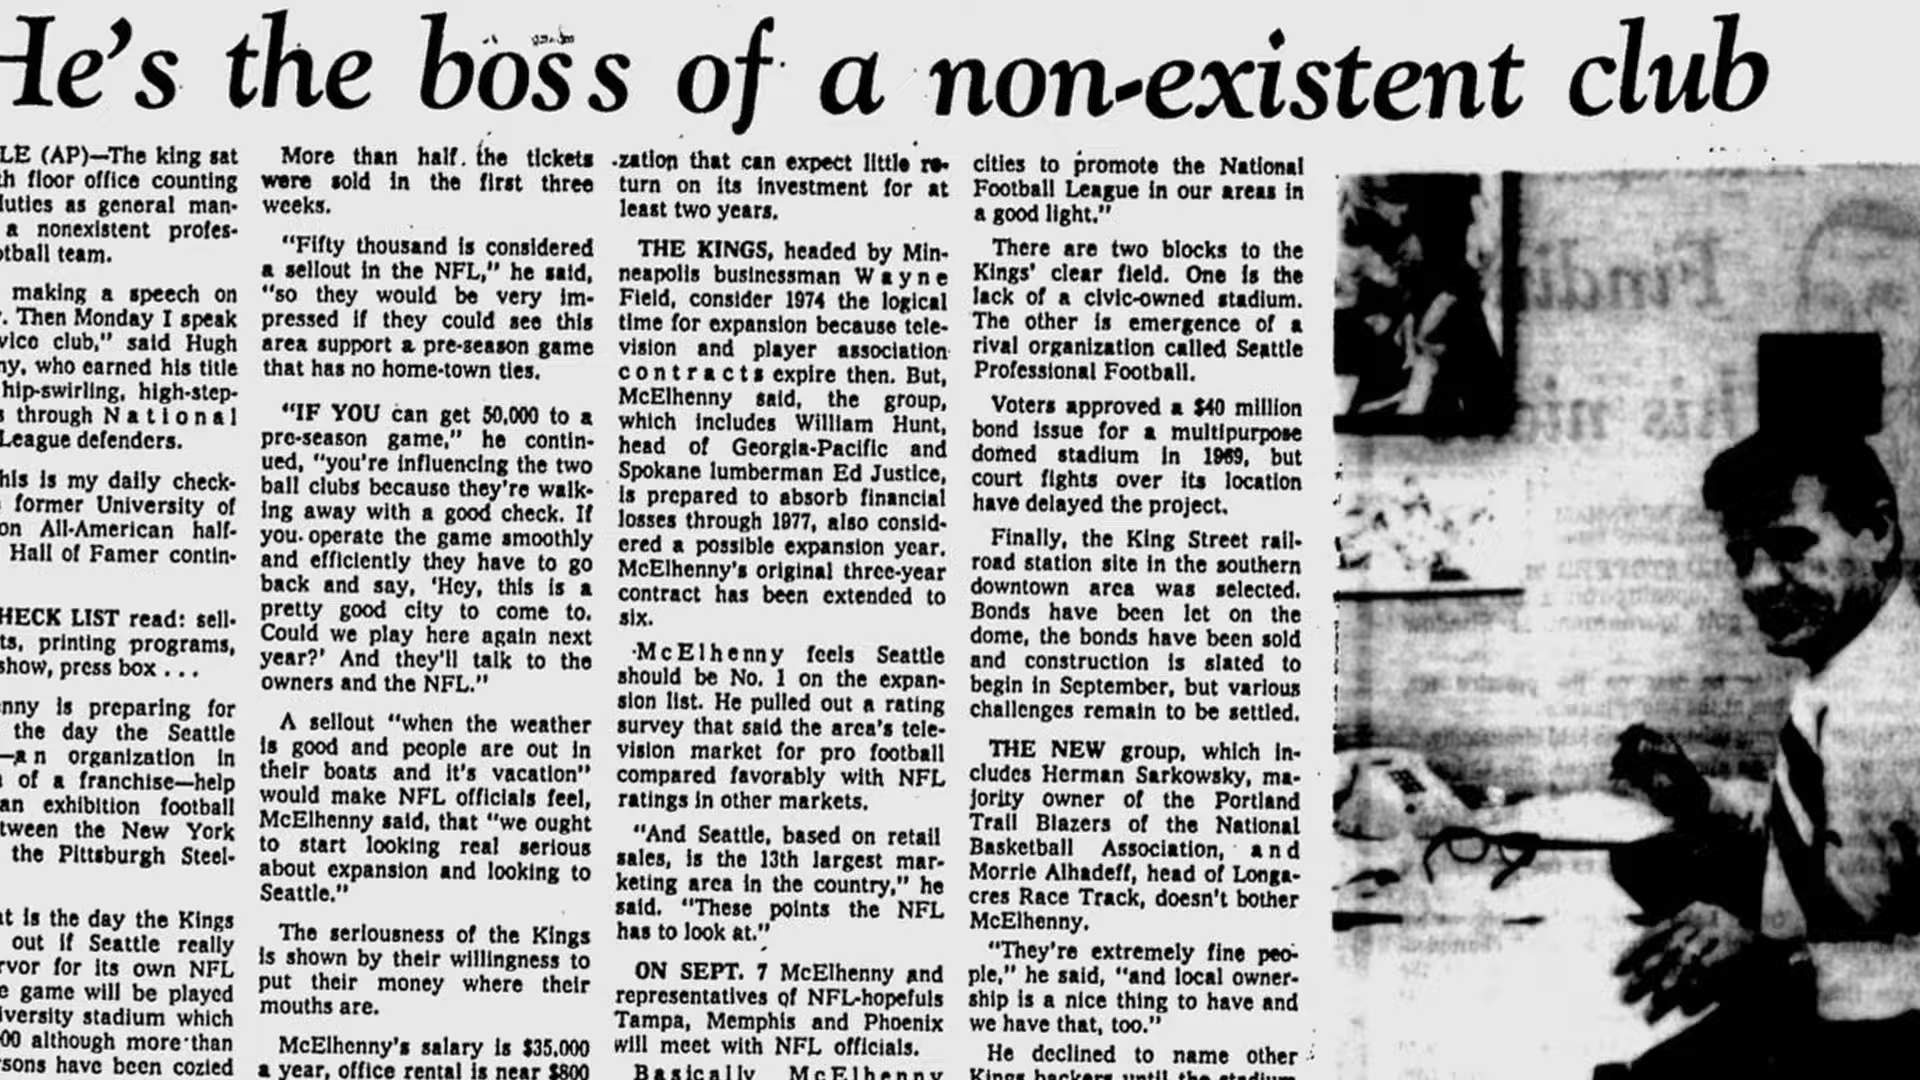 He's the boss of a non-existent club
LE (AP)—The king sat
th floor office counting
duties as general man-
a nonexistent profes-
otball team.
making a speech on
. Then Monday I speak
vice club," said Hugh
ny, who earned his title
hip-swirling, high-step-
s through National
League defenders.
his is my daily check-
former University of
on All-American half-
Hall of Famer contin-
HECK LIST read: sell-
ts, printing programs,
show, press box . . .
enny is preparing for
the day the Seattle
—an organization in
of a franchise—help
an exhibition football
tween the New York
the Pittsburgh Steel-
at is the day the Kings
out if Seattle really
rvor for its own NFL
e game will be played
iversity stadium which
00 although more than
rsons have been cozied
More than half the tickets
were sold in the first three
weeks.
"Fifty thousand is considered
a sellout in the NFL," he said,
"so they would be very im-
pressed if they could see this
area support a pre-season game
that has no home-town ties.
"IF YOU can get 50,000 to a
pre-season game," he contin-
ued, "you're influencing the two
ball clubs because they're walk-
ing away with a good check. If
you operate the game smoothly
and efficiently they have to go
back and say, 'Hey, this is a
pretty good city to come to.
Could we play here again next
year?' And they'll talk to the
owners and the NFL."
A sellout "when the weather
is good and people are out in
their boats and it's vacation"
would make NFL officials feel,
McElhenny said, that "we ought
to start looking real serious
about expansion and looking to
Seattle."
The seriousness of the Kings
is shown by their willingness to
put their money where their
mouths are.
McElhenny's salary is $35,000
a year, office rental is near $800
zation that can expect little re-
turn on its investment for at
least two years.
THE KINGS, headed by Min-
neapolis businessman Wayne
Field, consider 1974 the logical
time for expansion because tele-
vision and player association
contracts expire then. But,
McElhenny said, the group,
which includes William Hunt,
head of Georgia-Pacific and
Spokane lumberman Ed Justice,
is prepared to absorb financial
losses through 1977, also consid-
ered a possible expansion year.
McElhenny's original three-year
contract has been extended to
six.
McElhenny feels Seattle
should be No. 1 on the expan-
sion list. He pulled out a rating
survey that said the area's tele-
vision market for pro football
compared favorably with NFL
ratings in other markets.
"And Seattle, based on retail
sales, is the 13th largest mar-
keting area in the country," he
said. "These points the NFL
has to look at."
ON SEPT. 7 McElhenny and
representatives of NFL-hopefuls
Tampa, Memphis and Phoenix
will meet with NFL officials.
Basically McElhenny
cities to promote the National
Football League in our areas in
a good light."
There are two blocks to the
Kings' clear field. One is the
lack of a civic-owned stadium.
The other is emergence of a
rival organization called Seattle
Professional Football.
Voters approved a $40 million
bond issue for a multipurpose
domed stadium in 1969, but
court fights over its location
have delayed the project.
Finally, the King Street rail-
road station site in the southern
downtown area was selected.
Bonds have been let on the
dome, the bonds have been sold
and construction is slated to
begin in September, but various
challenges remain to be settled.
THE NEW group, which in-
cludes Herman Sarkowsky, ma-
jority owner of the Portland
Trail Blazers of the National
Basketball Association, and
Morrie Alhadeff, head of Longa-
cres Race Track, doesn't bother
McElhenny.
"They're extremely fine peo-
ple," he said, "and local owner-
ship is a nice thing to have and
we have that, too."
He declined to name other
Kings backers until the stadium